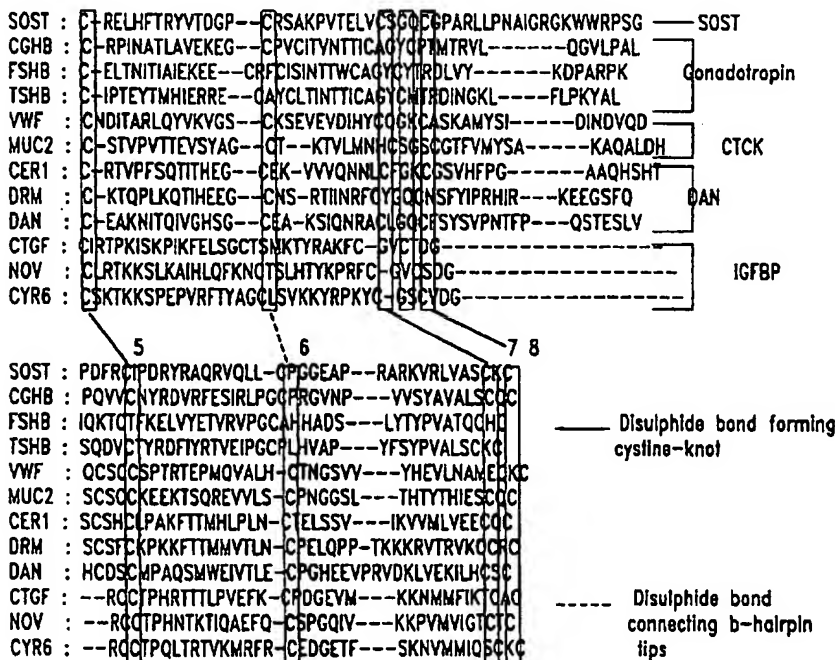 SOST : C-RELHFTRYVTDGP--CRSAKPVTELVCSGQCGPARLLPNAIGRGKWWRPSG SOST
CGHB : C-RPINATLAVEKEG--CPVCITVNTTICAGYCPTMTRVL------QGVLPAL
FSHB : C-ELTNITIAIEKEE--CRFCISINTTWCAGYCYTRDLVY-----KDPARPK Gonadotropin
TSHB : C-IPTEYTMHIERRE--CAYCLTINTTICAGYCMTRDINGKL---FLPKYAL
VWF : CNDITARLQYVKVGS--CKSEVEVDIHYCQGKCASKAMYSI-----DINDVQD
MUC2 : C-STVPVTTEVSYAG--CT--KTVLMNHCSGSCGTFVMYSA-----KAQALDH CTCK
CER1 : C-RTVPFSQTITHEG--CEK-VVVQNNLCFGKCGSVHFPG-----AAQHSHT
DRM : C-KTQPLKQTIHEEG--CNS-RTIINRFCYGQCNSFYIPRHIR---KEEGSFQ DAN
DAN : C-EAKNITQIVGHSG--CEA-KSIQNRACLGQCFSYSVPNTFP----QSTESLV
CTGF : CIRTPKISKPIKFELSGCTSMKTYRAKFC-GVCTDG------------------
NOV : CLRTKKSLKAIHLQFKNCTSLHTYKPRFC-GVCSDG------------------ IGFBP
CYR6 : CSKTKKSPEPVRFTYAGCLSVKKYRPKYC-GSCVDG------------------
5 6 7 8
SOST : PDFRCIPDRYRAQRVQLL-CPGGEAP---RARKVRLVASCKC
CGHB : PQVVCNYRDVRFESIRLPGCPRGVNP----VVSYAVALSCQC
FSHB : IQKTCTFKELVYETVRVPGCAHHADS----LYTYPVATQCHC
TSHB : SQDVCTYRDFIYRTVEIPGCPLHVAP----YFSYPVALSCKC
VWF : QCSCCSPTRTEPMQVALH-CTNGSVV---YHEVLNAMECKC
MUC2 : SCSCCKEEKTSQREVVLS-CPNGGSL---THTYTHIESCQC
CER1 : SCSHCLPAKFTTMHLPLN-CTELSSV---IKVVMLVEECQC
DRM : SCSFCKPKKFTTMMVTLN-CPELQPP--TKKKRVTRVKQCRC
DAN : HCDSCMPAQSMWEIVTLE-CPGHEEVPRVDKLVEKILHCSC
CTGF : --RCCTPHRTTTLPVEFK-CPDGEVM---KKNMMFIKTCAC
NOV : --RCCTPHNTKTIQAEFQ-CSPGQIV---KKPVMVIGTCTC
CYR6 : --RCCTPQLTRTVKMRFR-CEDGETF---SKNVMMIQSCKC
Disulphide bond forming
cystine-knot
Disulphide bond
connecting b-hairpin
tips